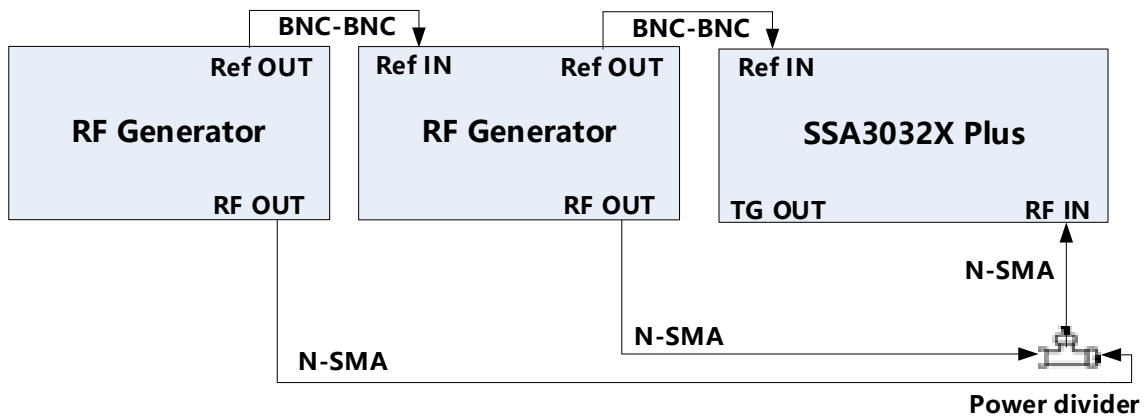 BNC-BNC
BNC-BNC
Ref OUT
Ref IN
Ref OUT
Ref IN
RF Generator
RF Generator
SSA3032X Plus
RF OUT
RF OUT
TG OUT
RF IN
N-SMA
N-SMA
N-SMA
Power divider